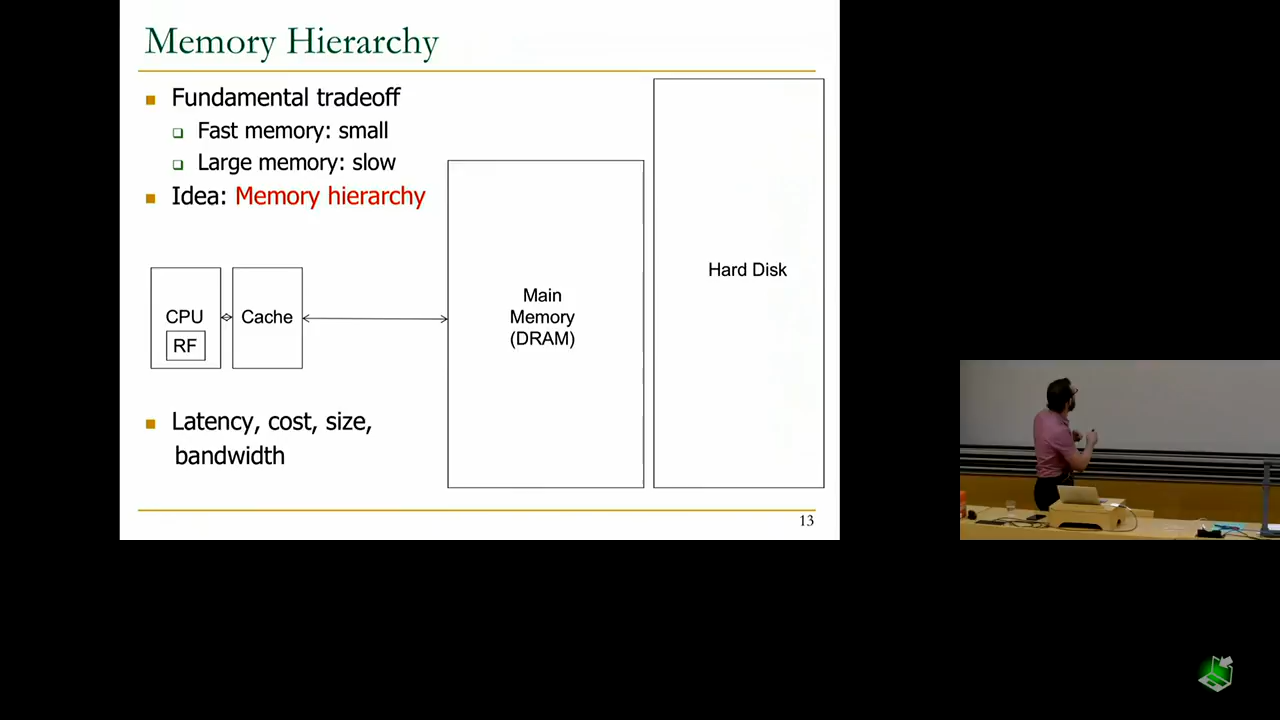 Memory Hierarchy
Fundamental tradeoff
Fast memory: small
Large memory: slow
Idea: Memory hierarchy
CPU
RF
Cache
Main
Memory
(DRAM)
Hard Disk
Latency, cost, size,
bandwidth
13